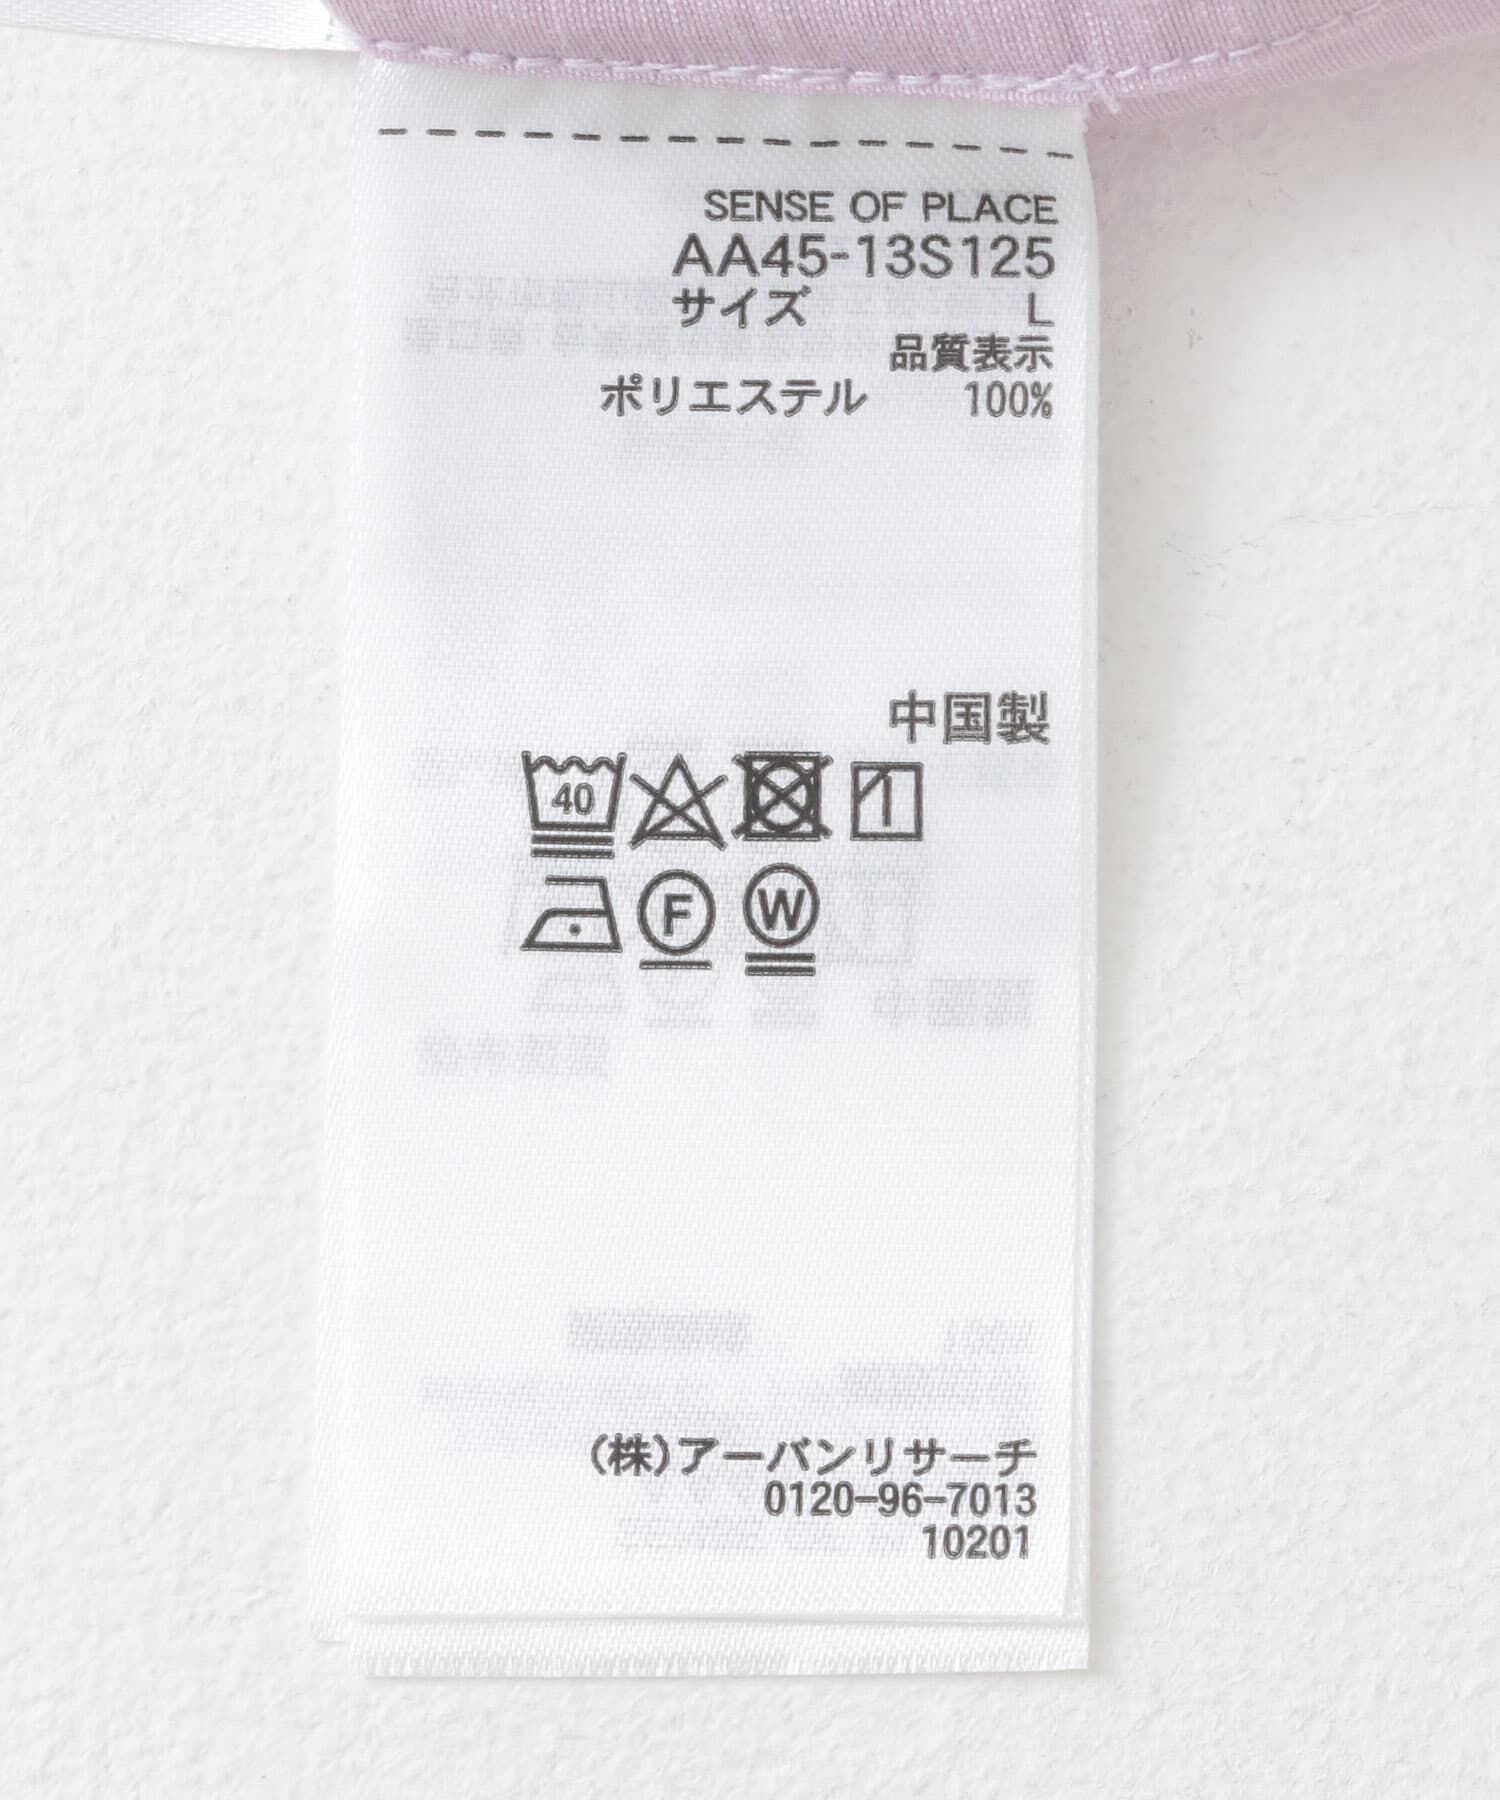 SENSE OF PLACE
AA45-13S125
サイズ L
品質表示
ポリエステル 100%
中国製
40
F W
(株)アーバンリサーチ
0120-96-7013
10201